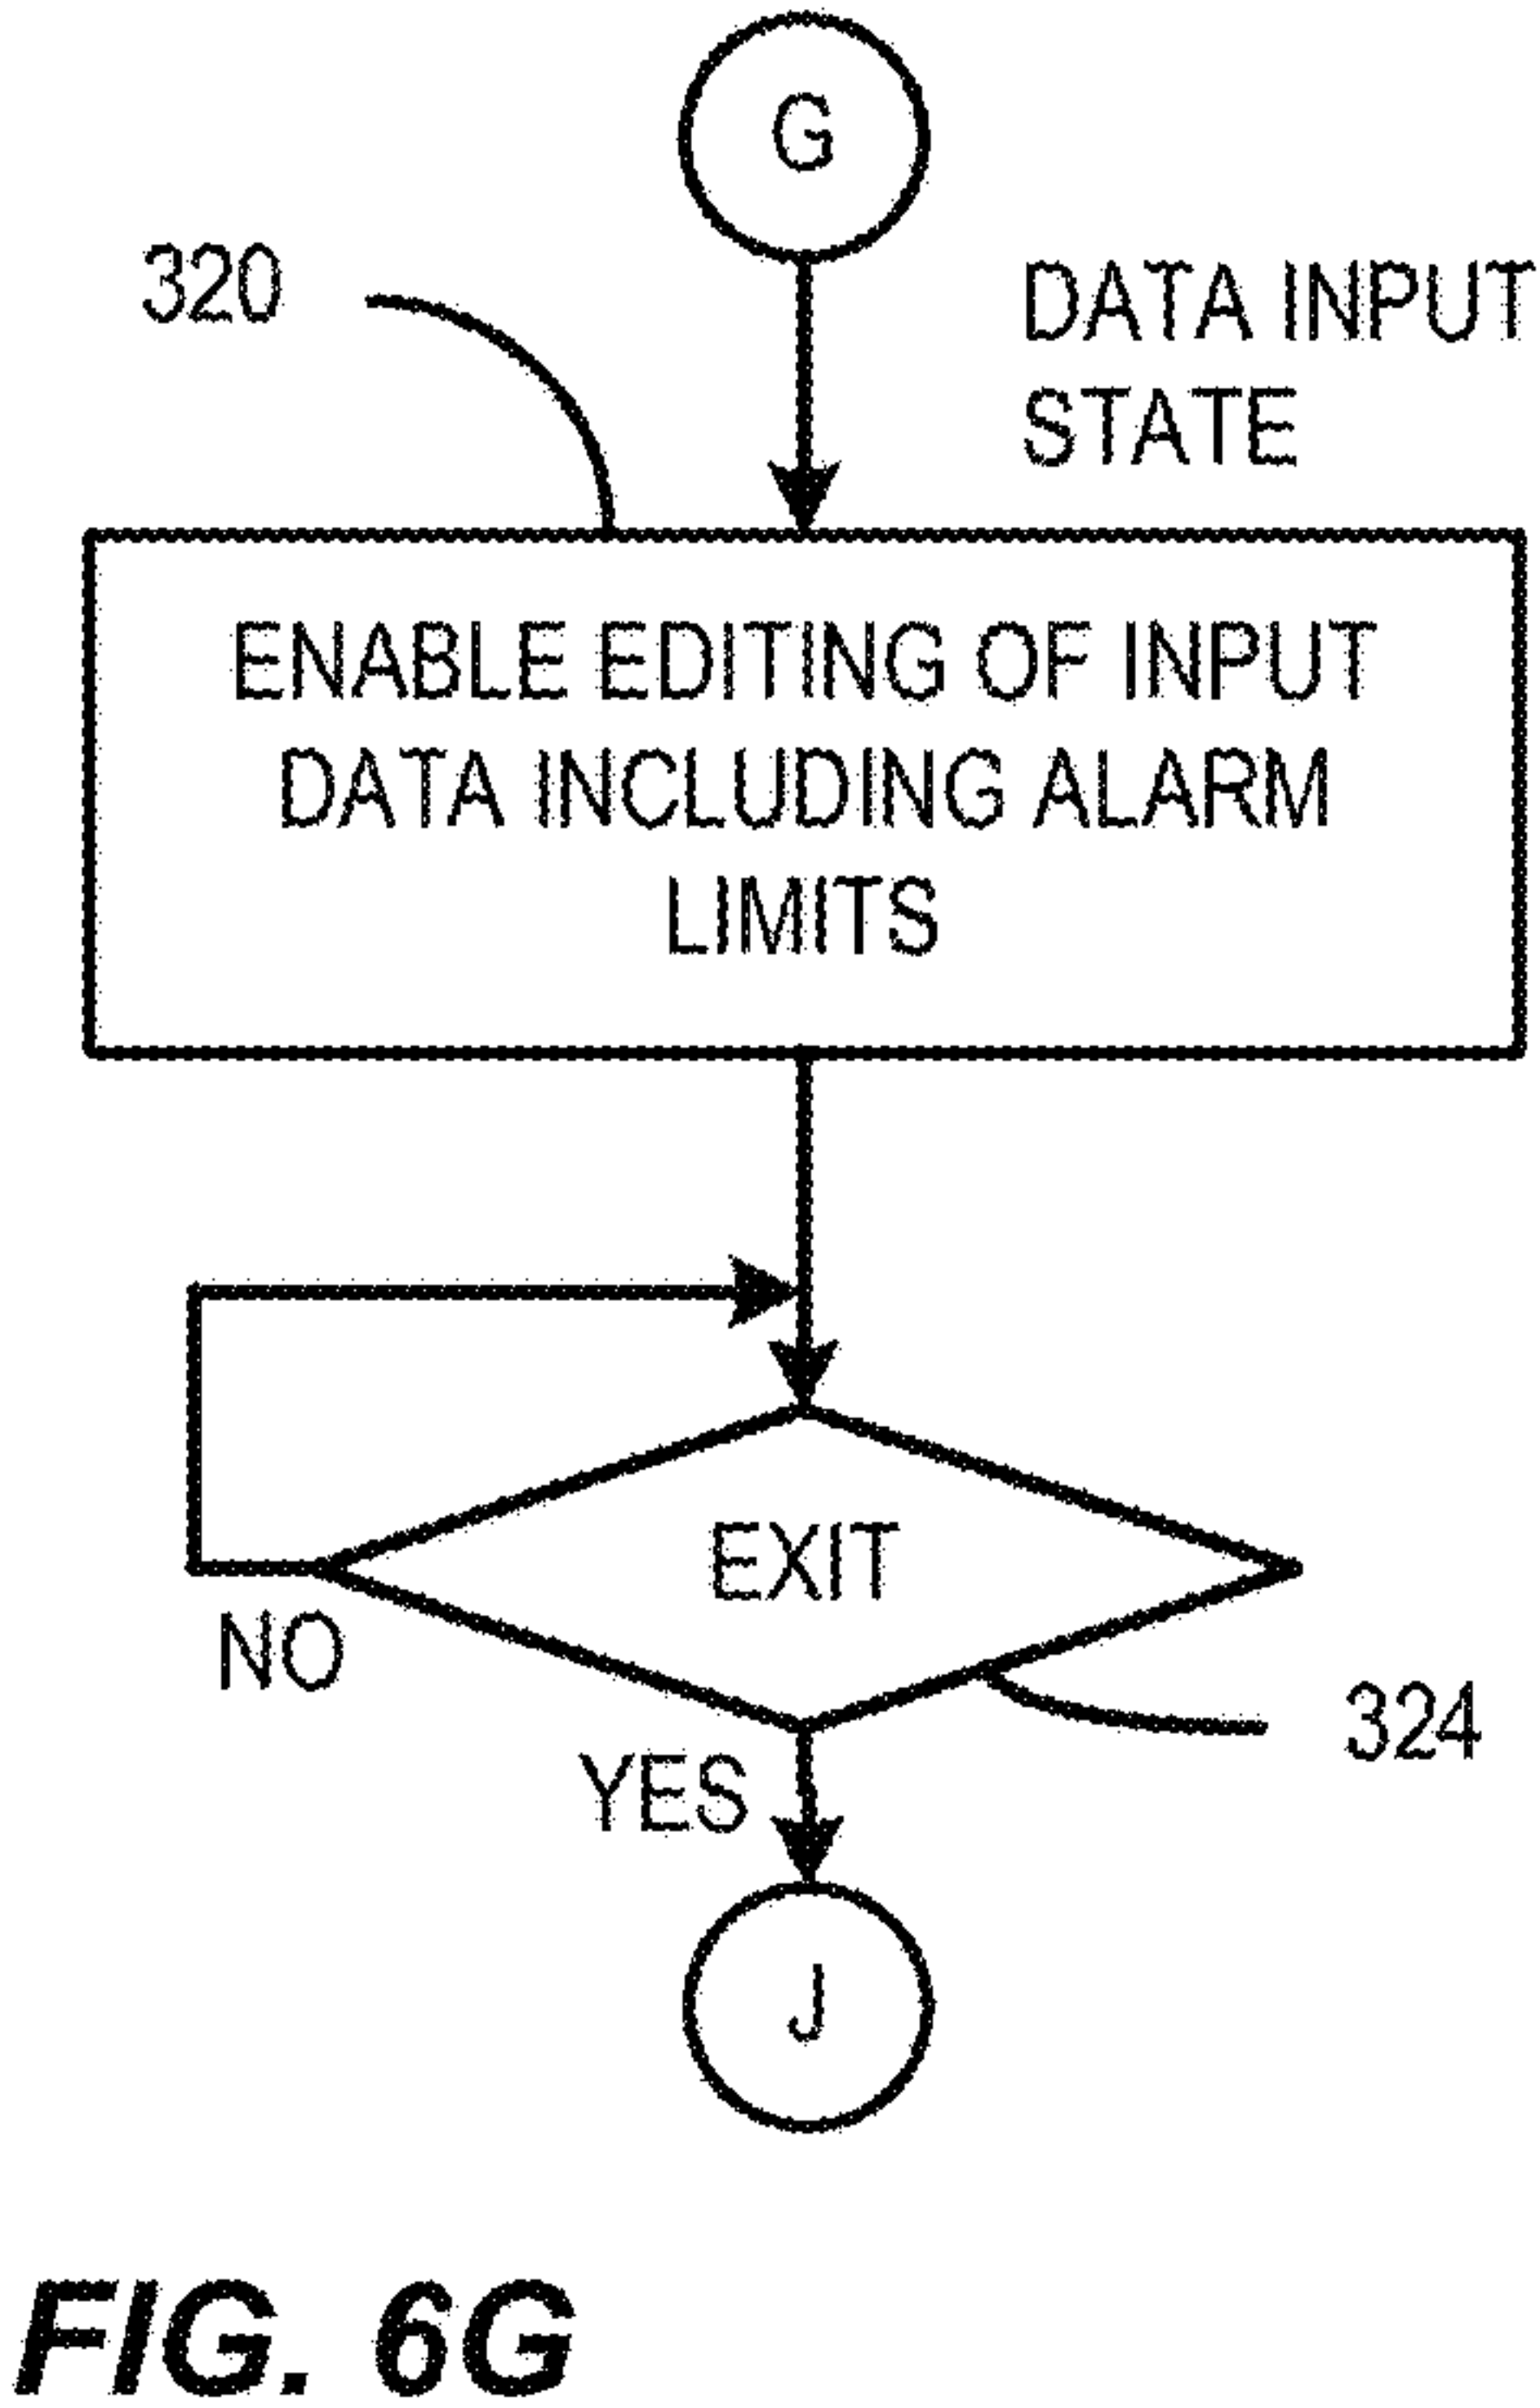 G
320
DATA INPUT
STATE
ENABLE EDITING OF INPUT
DATA INCLUDING ALARM
LIMITS
EXIT
NO
324
YES
J
FIG. 6G